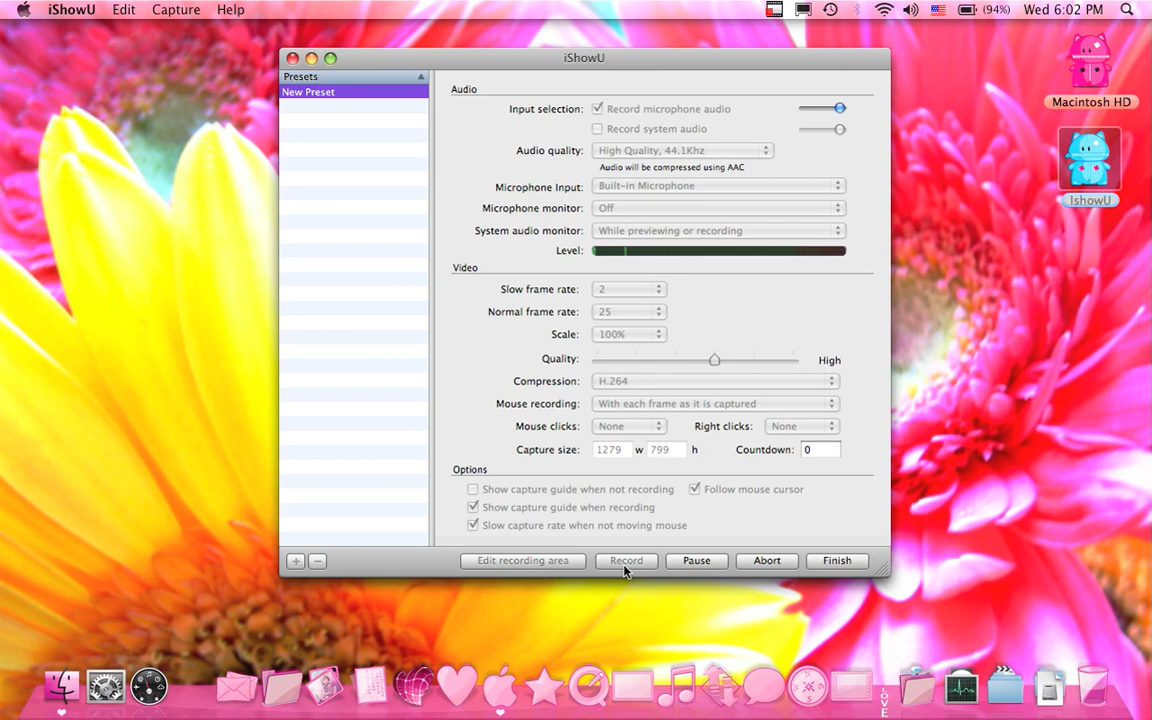 iShowU Edit Capture Help (94%) Wed 6:02 PM
iShowU
Macintosh HD
IshowU
Presets
New Preset
Audio
Input selection: Record microphone audio
Record system audio
Audio quality: High Quality, 44.1Khz
Audio will be compressed using AAC
Microphone Input: Built-in Microphone
Microphone monitor: Off
System audio monitor: While previewing or recording
Level:
Video
Slow frame rate: 2
Normal frame rate: 25
Scale: 100%
Quality: High
Compression: H.264
Mouse recording: With each frame as it is captured
Mouse clicks: None Right clicks: None
Capture size: 1279 w 799 h Countdown: 0
Options
Show capture guide when not recording Follow mouse cursor
Show capture guide when recording
Slow capture rate when not moving mouse
+ − Edit recording area Record Pause Abort Finish
LOVE